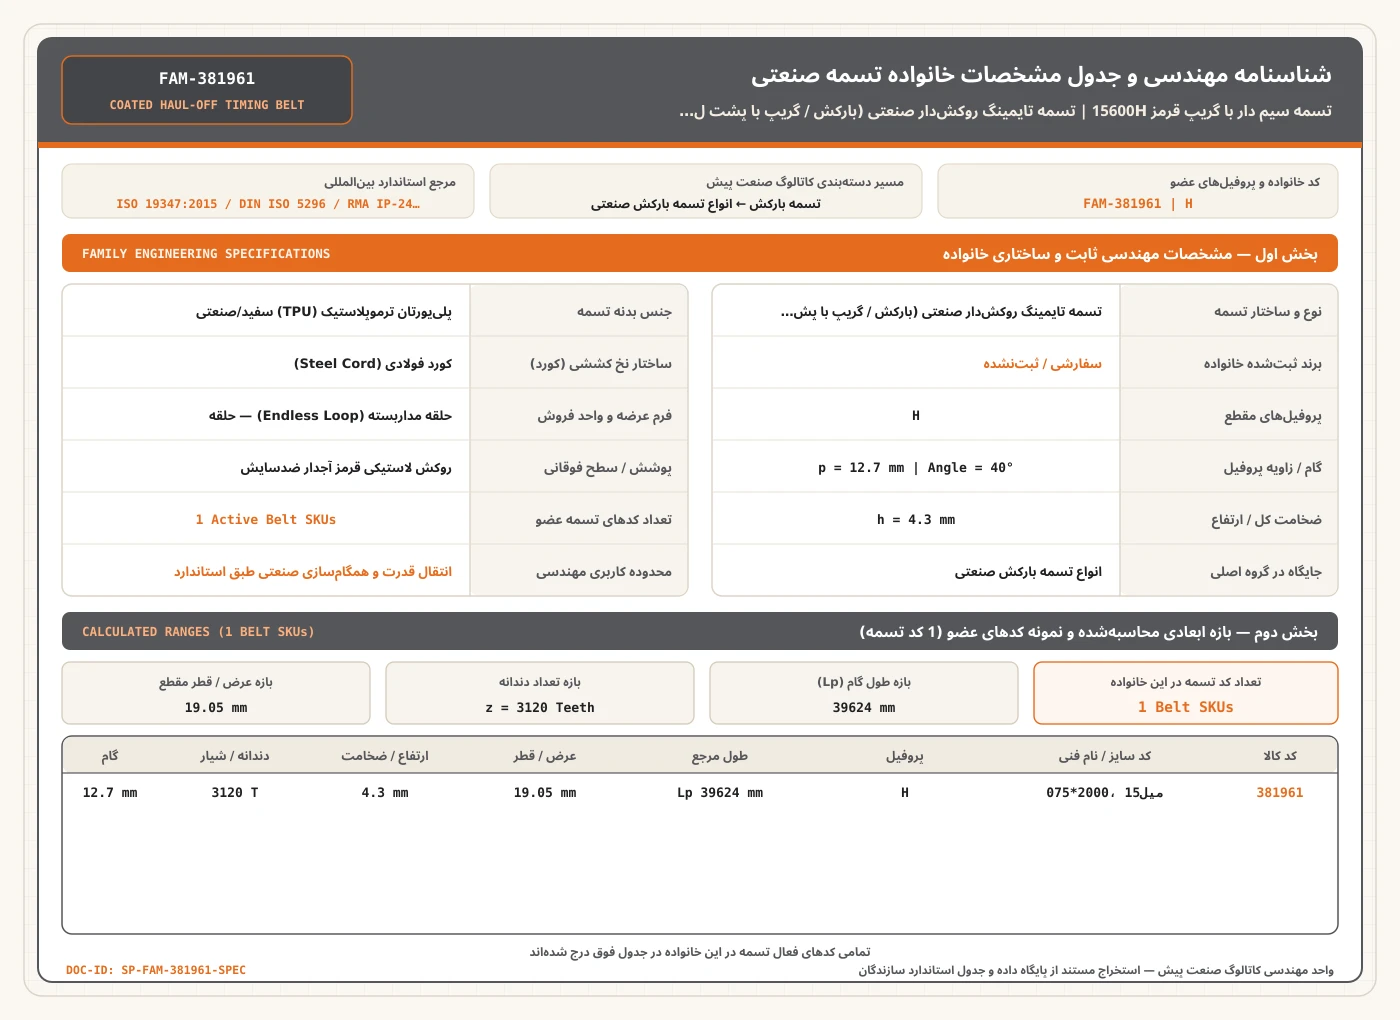 شناسنامه مهندسی و جدول مشخصات خانواده تسمه صنعتی
تسمه سیم دار با گریپ قرمز 15600H | تسمه تایمینگ روکش‌دار صنعتی (بارکش / گریپ با پشت ل...
FAM-381961
COATED HAUL-OFF TIMING BELT
کد خانواده و پروفیل‌های عضو
FAM-381961 | H
مسیر دسته‌بندی کاتالوگ صنعت پیش
تسمه بارکش ← انواع تسمه بارکش صنعتی
مرجع استاندارد بین‌المللی
ISO 19347:2015 / DIN ISO 5296 / RMA IP-24…
بخش اول — مشخصات مهندسی ثابت و ساختاری خانواده
FAMILY ENGINEERING SPECIFICATIONS
نوع و ساختار تسمه
تسمه تایمینگ روکش‌دار صنعتی (بارکش / گریپ با پش...
برند ثبت‌شده خانواده
سفارشی / ثبت‌نشده
پروفیل‌های مقطع
H
گام / زاویه پروفیل
p = 12.7 mm | Angle = 40°
ضخامت کل / ارتفاع
h = 4.3 mm
جایگاه در گروه اصلی
انواع تسمه بارکش صنعتی
جنس بدنه تسمه
پلی‌یورتان ترموپلاستیک (TPU) سفید/صنعتی
ساختار نخ کششی (کورد)
کورد فولادی (Steel Cord)
فرم عرضه و واحد فروش
حلقه مداربسته (Endless Loop) — حلقه
پوشش / سطح فوقانی
روکش لاستیکی قرمز آجدار ضدسایش
تعداد کدهای تسمه عضو
1 Active Belt SKUs
محدوده کاربری مهندسی
انتقال قدرت و همگام‌سازی صنعتی طبق استاندارد
بخش دوم — بازه ابعادی محاسبه‌شده و نمونه کدهای عضو (1 کد تسمه)
CALCULATED RANGES (1 BELT SKUs)
تعداد کد تسمه در این خانواده
1 Belt SKUs
بازه طول گام (Lp)
39624 mm
بازه تعداد دندانه
z = 3120 Teeth
بازه عرض / قطر مقطع
19.05 mm
کد کالا کد سایز / نام فنی پروفیل طول مرجع عرض / قطر ارتفاع / ضخامت دندانه / شیار گام
381961 075*2000، 15میل H Lp 39624 mm 19.05 mm 4.3 mm 3120 T 12.7 mm
تمامی کدهای فعال تسمه در این خانواده در جدول فوق درج شده‌اند
واحد مهندسی کاتالوگ صنعت پیش — استخراج مستند از پایگاه داده و جدول استاندارد سازندگان
DOC-ID: SP-FAM-381961-SPEC